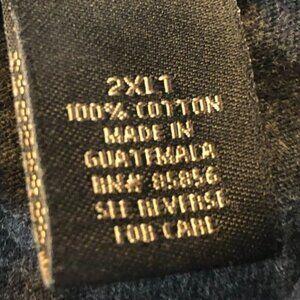 2XLT
100% COTTON
MADE IN
GUATEMALA
RN# 85856
SEE REVERSE
FOR CARE